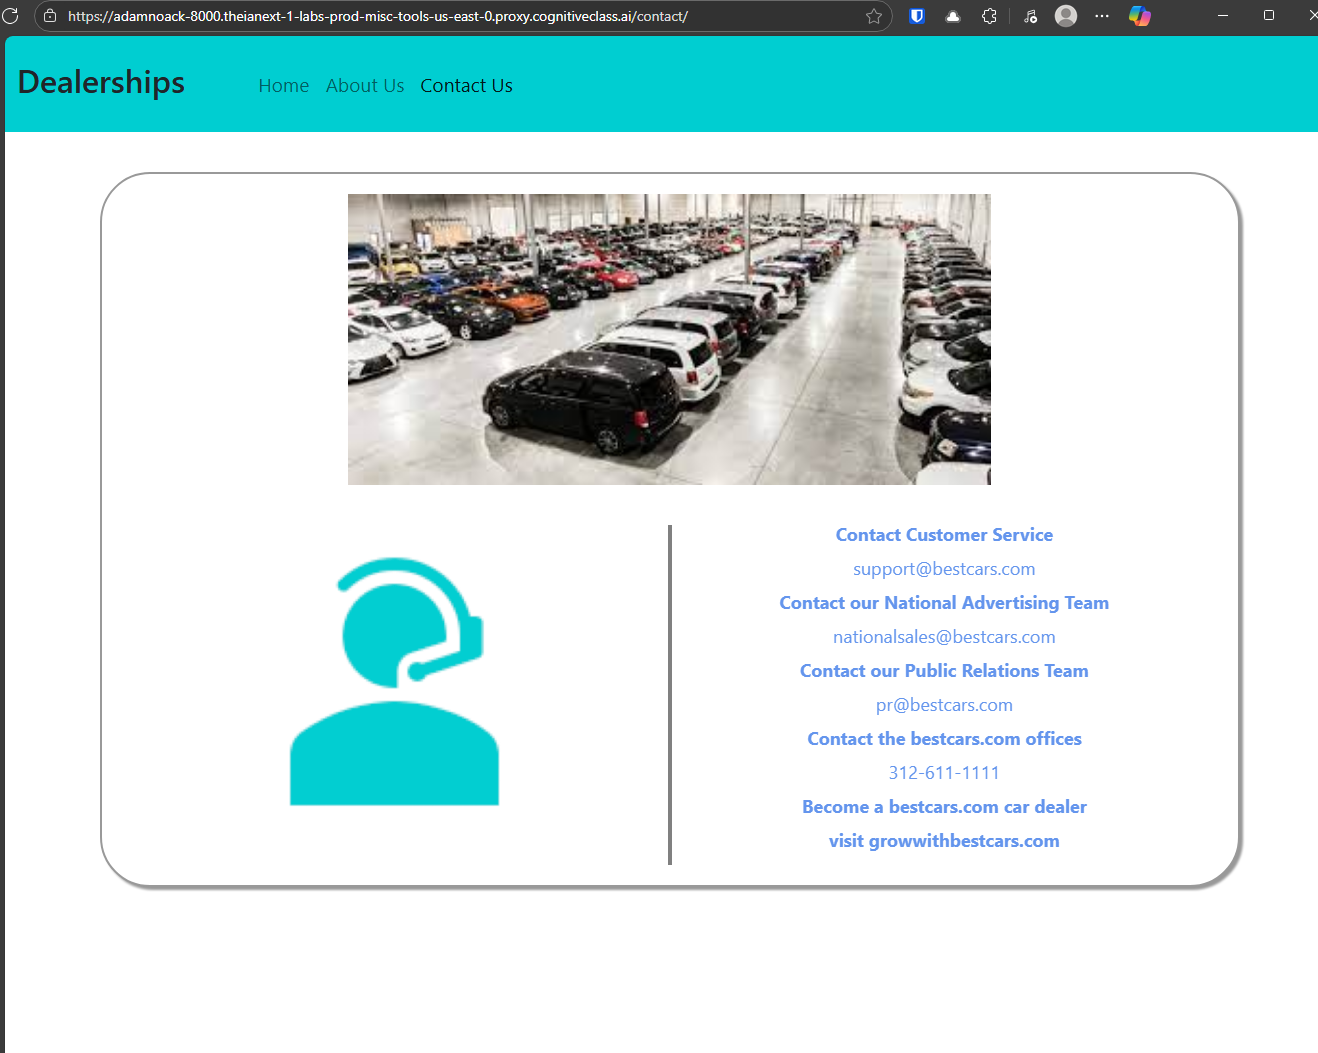 https://adamnoack-8000.theianext-1-labs-prod-misc-tools-us-east-0.proxy.cognitiveclass.ai/contact/
Dealerships Home About Us Contact Us
Contact Customer Service
support@bestcars.com
Contact our National Advertising Team
nationalsales@bestcars.com
Contact our Public Relations Team
pr@bestcars.com
Contact the bestcars.com offices
312-611-1111
Become a bestcars.com car dealer
visit growwithbestcars.com